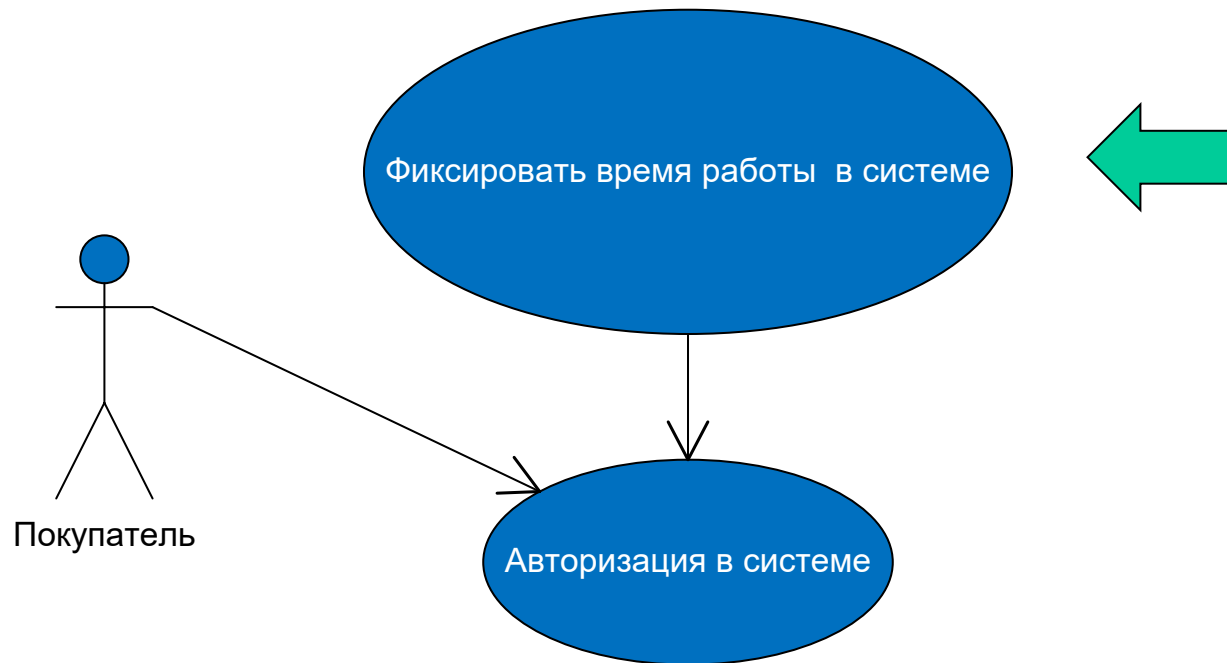 Фиксировать время работы  в системе
Покупатель
Авторизация в системе